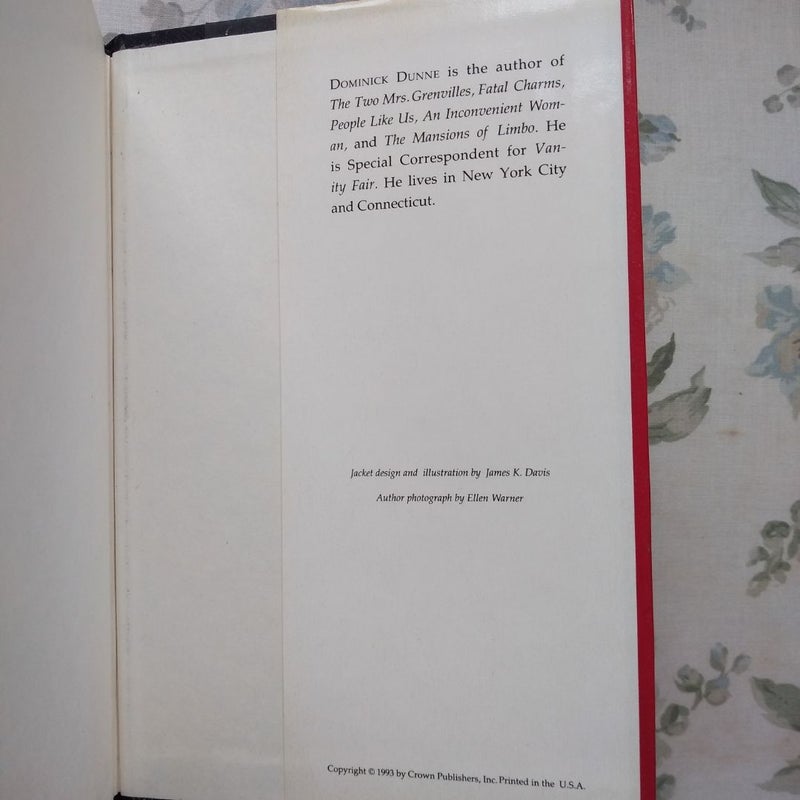 DOMINICK DUNNE is the author of
The Two Mrs. Grenvilles, Fatal Charms,
People Like Us, An Inconvenient Wom-
an, and The Mansions of Limbo. He
is Special Correspondent for Van-
ity Fair. He lives in New York City
and Connecticut.
Jacket design and illustration by James K. Davis
Author photograph by Ellen Warner
Copyright © 1993 by Crown Publishers, Inc. Printed in the U.S.A.